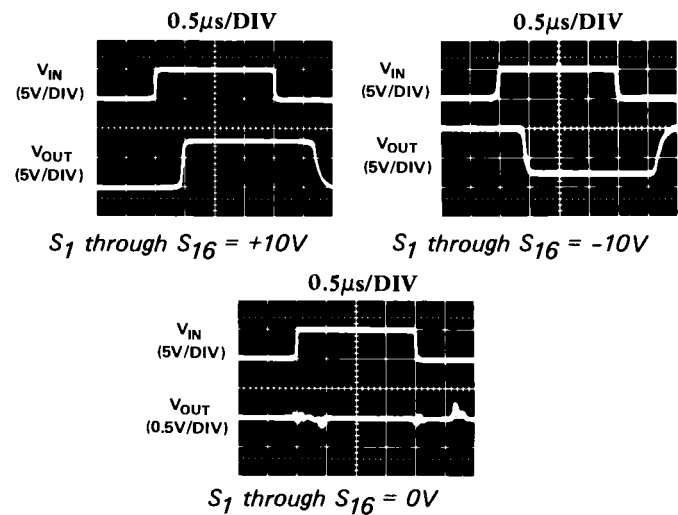 0.5μs/DIV
V_IN
(5V/DIV)
V_OUT
(5V/DIV)
S1 through S16 = +10V
0.5μs/DIV
V_IN
(5V/DIV)
V_OUT
(5V/DIV)
S1 through S16 = -10V
0.5μs/DIV
V_IN
(5V/DIV)
V_OUT
(0.5V/DIV)
S1 through S16 = 0V